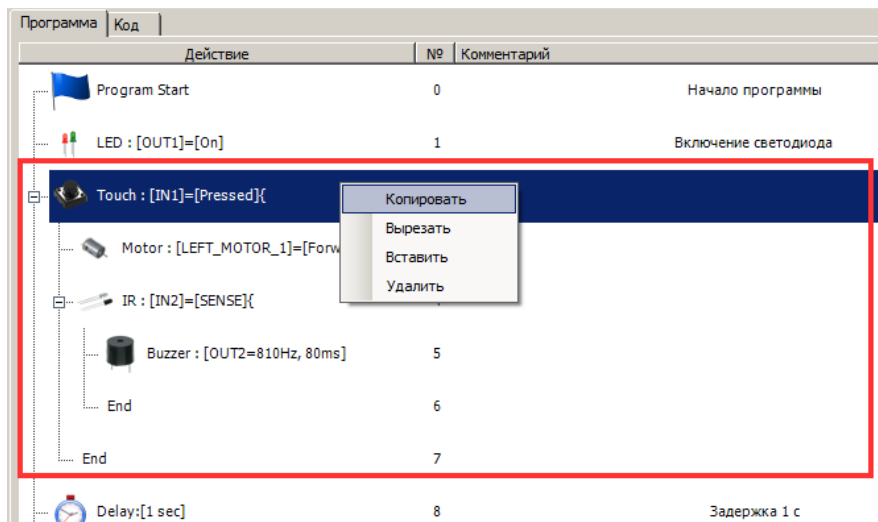 Программа Код
Действие № Комментарий
Program Start 0 Начало программы
LED : [OUT1]=[On] 1 Включение светодиода
Touch : [IN1]=[Pressed]{
Копировать
Вырезать
Вставить
Удалить
Motor : [LEFT_MOTOR_1]=[Forw
IR : [IN2]=[SENSE]{
Buzzer : [OUT2=810Hz, 80ms] 5
End 6
End 7
Delay:[1 sec] 8 Задержка 1 с